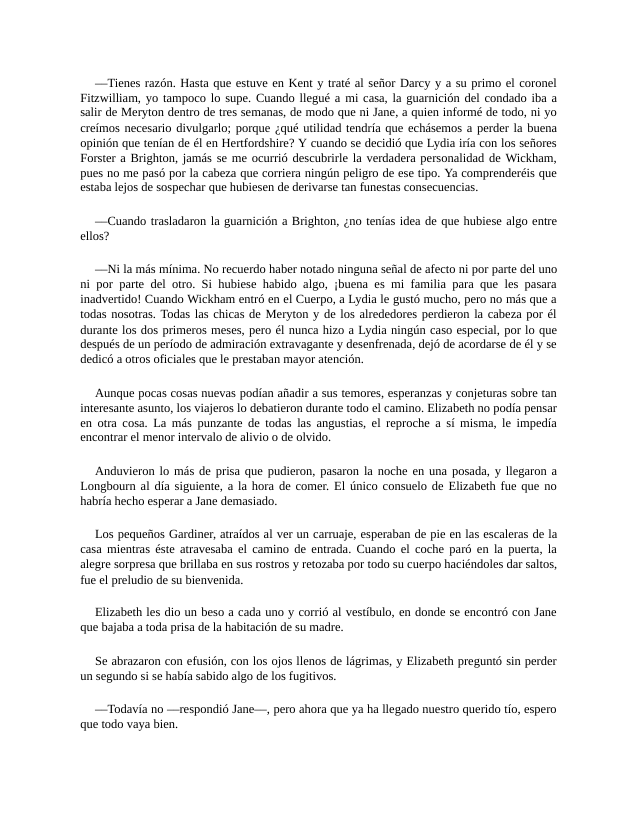 —Tienes razón. Hasta que estuve en Kent y traté al señor Darcy y a su primo el coronel
Fitzwilliam, yo tampoco lo supe. Cuando llegué a mi casa, la guarnición del condado iba a
salir de Meryton dentro de tres semanas, de modo que ni Jane, a quien informé de todo, ni yo
creímos necesario divulgarlo; porque ¿qué utilidad tendría que echásemos a perder la buena
opinión que tenían de él en Hertfordshire? Y cuando se decidió que Lydia iría con los señores
Forster a Brighton, jamás se me ocurrió descubrirle la verdadera personalidad de Wickham,
pues no me pasó por la cabeza que corriera ningún peligro de ese tipo. Ya comprenderéis que
estaba lejos de sospechar que hubiesen de derivarse tan funestas consecuencias.
—Cuando trasladaron la guarnición a Brighton, ¿no tenías idea de que hubiese algo entre
ellos?
—Ni la más mínima. No recuerdo haber notado ninguna señal de afecto ni por parte del uno
ni por parte del otro. Si hubiese habido algo, ¡buena es mi familia para que les pasara
inadvertido! Cuando Wickham entró en el Cuerpo, a Lydia le gustó mucho, pero no más que a
todas nosotras. Todas las chicas de Meryton y de los alrededores perdieron la cabeza por él
durante los dos primeros meses, pero él nunca hizo a Lydia ningún caso especial, por lo que
después de un período de admiración extravagante y desenfrenada, dejó de acordarse de él y se
dedicó a otros oficiales que le prestaban mayor atención.
Aunque pocas cosas nuevas podían añadir a sus temores, esperanzas y conjeturas sobre tan
interesante asunto, los viajeros lo debatieron durante todo el camino. Elizabeth no podía pensar
en otra cosa. La más punzante de todas las angustias, el reproche a sí misma, le impedía
encontrar el menor intervalo de alivio o de olvido.
Anduvieron lo más de prisa que pudieron, pasaron la noche en una posada, y llegaron a
Longbourn al día siguiente, a la hora de comer. El único consuelo de Elizabeth fue que no
habría hecho esperar a Jane demasiado.
Los pequeños Gardiner, atraídos al ver un carruaje, esperaban de pie en las escaleras de la
casa mientras éste atravesaba el camino de entrada. Cuando el coche paró en la puerta, la
alegre sorpresa que brillaba en sus rostros y retozaba por todo su cuerpo haciéndoles dar saltos,
fue el preludio de su bienvenida.
Elizabeth les dio un beso a cada uno y corrió al vestíbulo, en donde se encontró con Jane
que bajaba a toda prisa de la habitación de su madre.
Se abrazaron con efusión, con los ojos llenos de lágrimas, y Elizabeth preguntó sin perder
un segundo si se había sabido algo de los fugitivos.
—Todavía no —respondió Jane—, pero ahora que ya ha llegado nuestro querido tío, espero
que todo vaya bien.